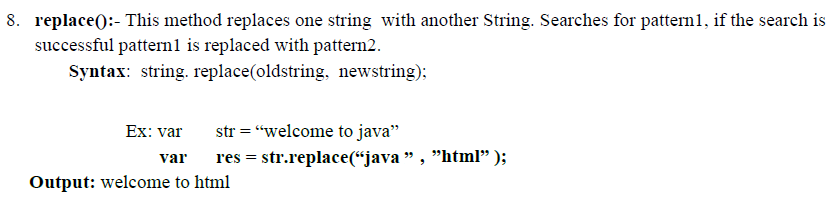 8. replace():- This method replaces one string with another String. Searches for pattern1, if the search is
successful pattern1 is replaced with pattern2.
Syntax: string. replace(oldstring, newstring);
Ex: var str = “welcome to java”
var res = str.replace(“java ” , ”html” );
Output: welcome to html